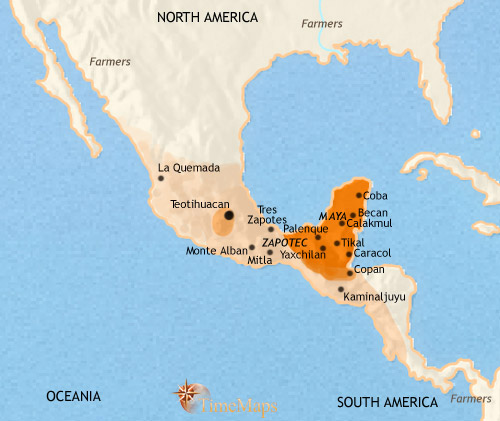 NORTH AMERICA
Farmers
Farmers
La Quemada
Teotihuacan
Tres
Zapotes
Coba
MAYA
Becan
Calakmul
Palenque
ZAPOTEC
Tikal
Monte Alban
Yaxchilan
Caracol
Mitla
Copan
Kaminaljuyu
OCEANIA
TimeMaps
SOUTH AMERICA
Farmers